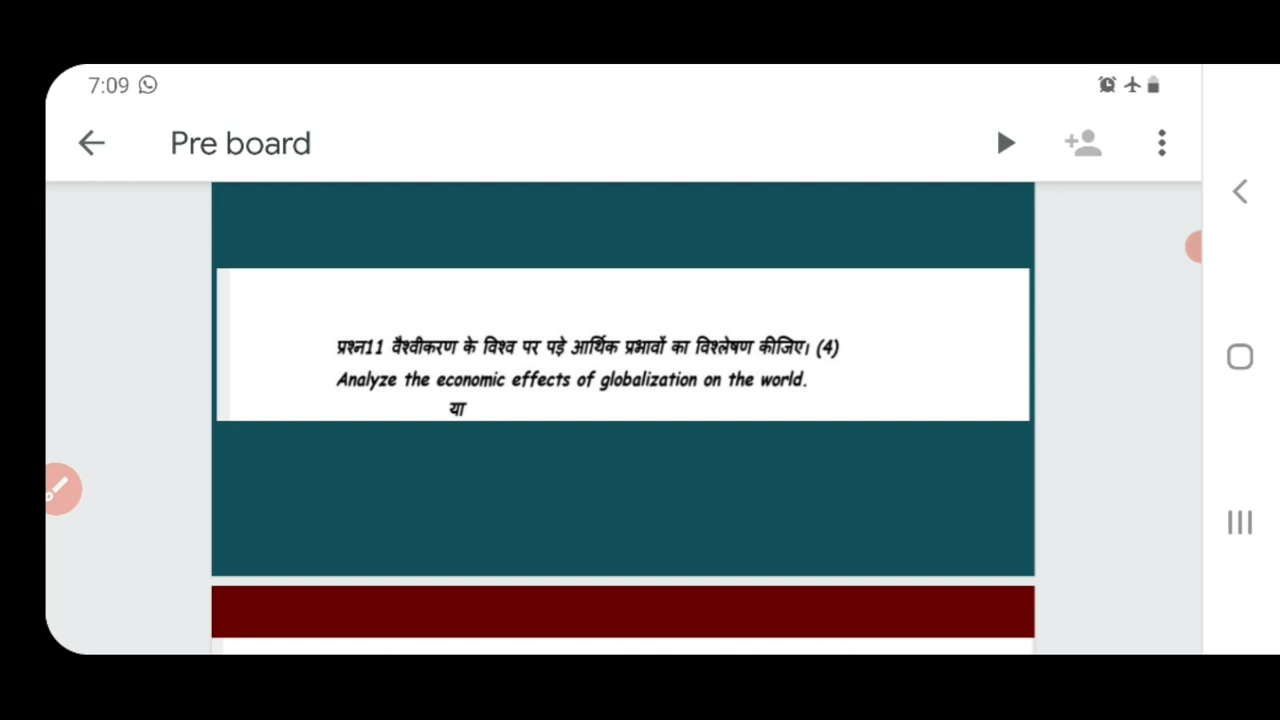 7:09
Pre board
प्रश्न11 वैश्वीकरण के विश्व पर पड़े आर्थिक प्रभावों का विश्लेषण कीजिए। (4)
Analyze the economic effects of globalization on the world.
या